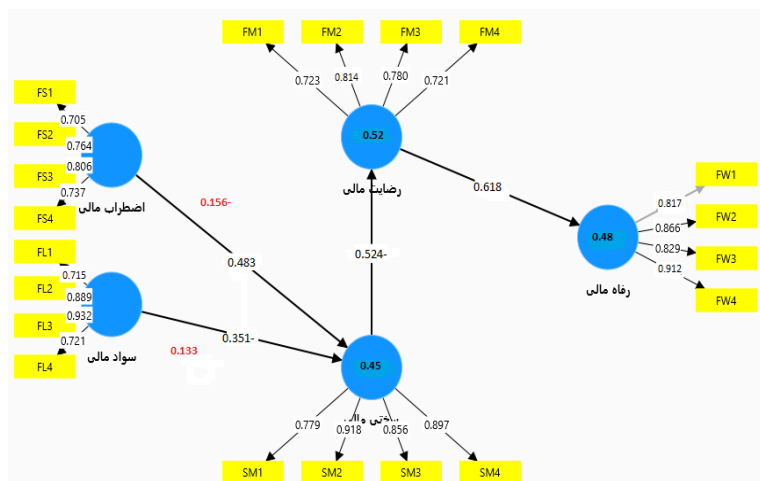 FM1 FM2 FM3 FM4
0.723 0.814 0.780 0.721
0.52
رضایت مالی
FS1
FS2
FS3
FS4
0.705
0.764
0.806
0.737
اضطراب مالی
0.156-
0.483
0.618
0.524-
FL1
FL2
FL3
FL4
0.715
0.889
0.932
0.721
سواد مالی
0.351-
0.133
0.48
رفاه مالی
0.817
0.866
0.829
0.912
FW1
FW2
FW3
FW4
0.45
سختی مالی
0.779 0.918 0.856 0.897
SM1 SM2 SM3 SM4